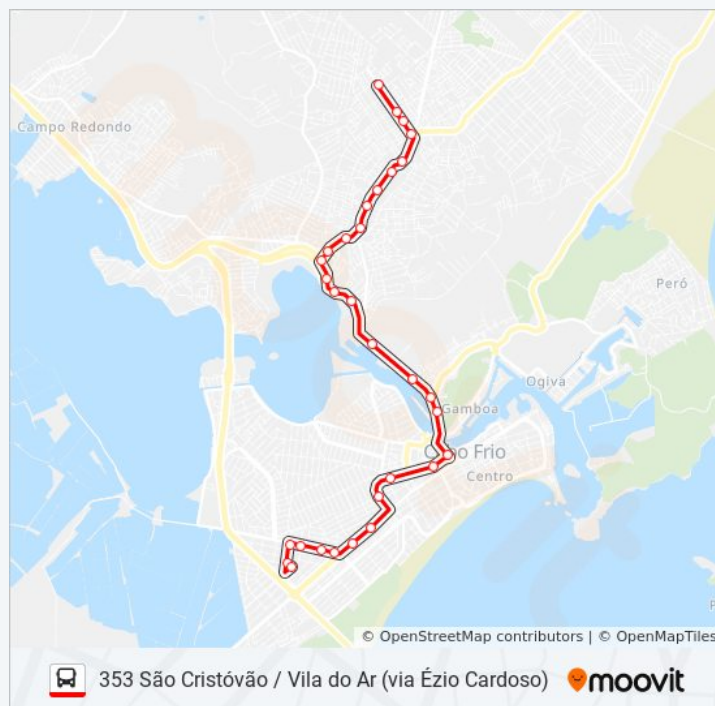 Campo Redondo
Peró
Ogiva
Gamboa
Cabo Frio
Centro
© OpenStreetMap contributors | © OpenMapTiles
353 São Cristóvão / Vila do Ar (via Ézio Cardoso)
moovit